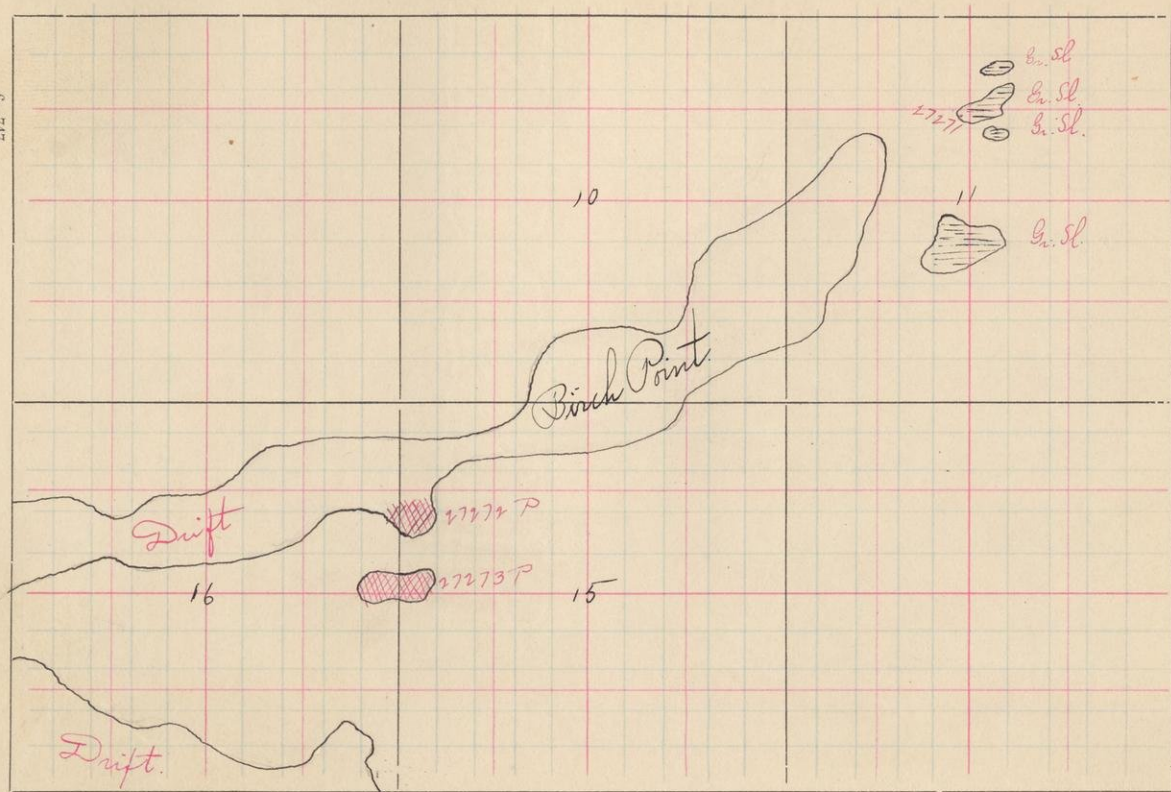 Gr. Sl.
Gr. Sl.
27271
Gr. Sl.
10
11
Gr. Sl.
Birch Point.
27272 P
Drift
27273 P
16
15
Drift.